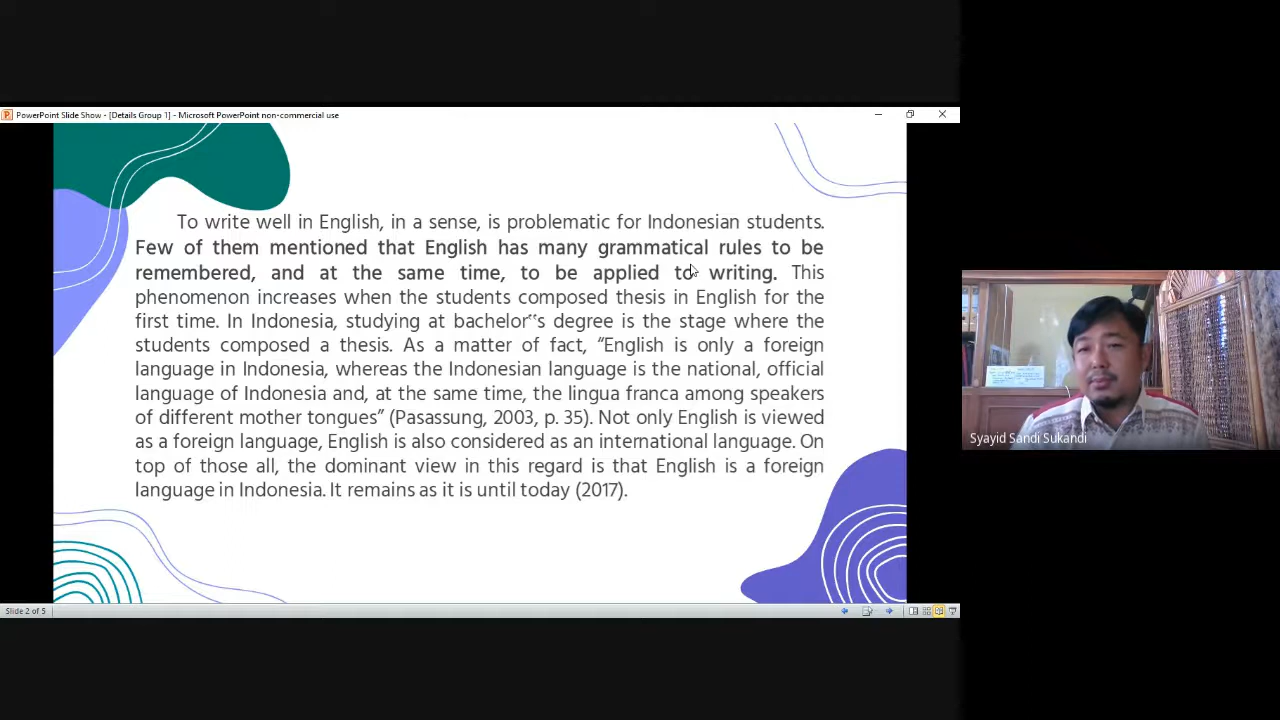 PowerPoint Slide Show - [Details Group 1] - Microsoft PowerPoint non-commercial use
To write well in English, in a sense, is problematic for Indonesian students.
Few of them mentioned that English has many grammatical rules to be
remembered, and at the same time, to be applied to writing. This
phenomenon increases when the students composed thesis in English for the
first time. In Indonesia, studying at bachelor‟s degree is the stage where the
students composed a thesis. As a matter of fact, “English is only a foreign
language in Indonesia, whereas the Indonesian language is the national, official
language of Indonesia and, at the same time, the lingua franca among speakers
of different mother tongues” (Pasassung, 2003, p. 35). Not only English is viewed
as a foreign language, English is also considered as an international language. On
top of those all, the dominant view in this regard is that English is a foreign
language in Indonesia. It remains as it is until today (2017).
Syayid Sandi Sukandi
Slide 2 of 5